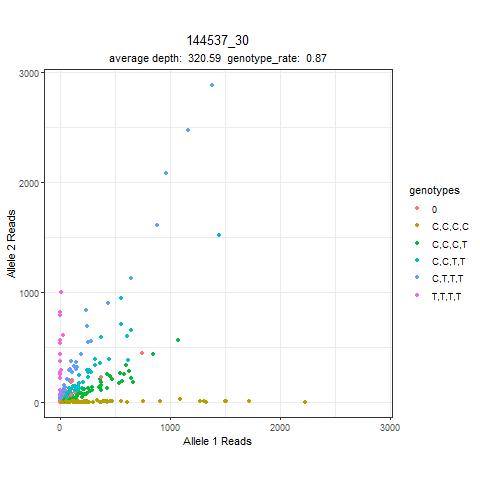 144537_30
average depth: 320.59 genotype_rate: 0.87
3000
2000
1000
0
Allele 2 Reads
0
1000
2000
3000
Allele 1 Reads
genotypes
0
C,C,C,C
C,C,C,T
C,C,T,T
C,T,T,T
T,T,T,T